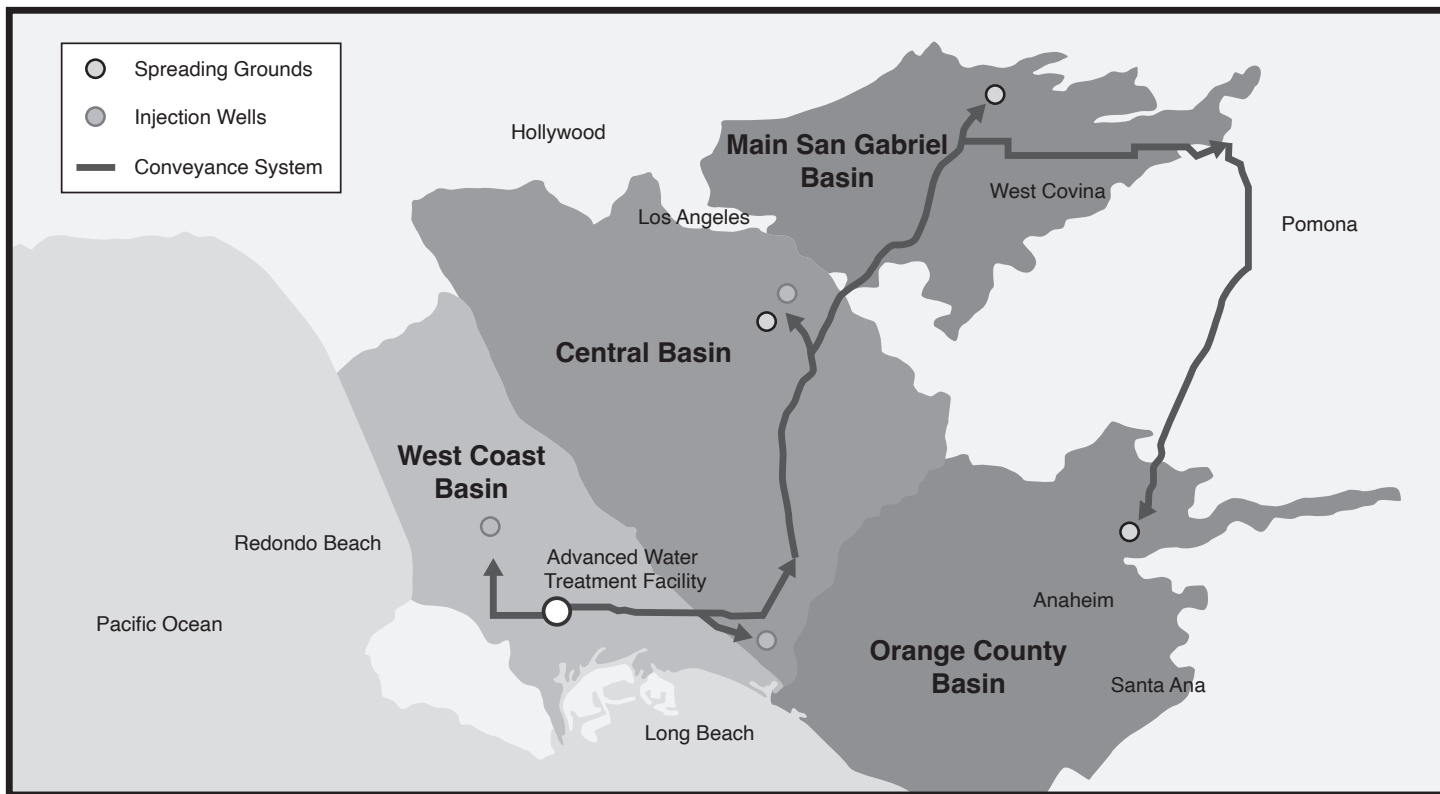 Spreading Grounds
Injection Wells
Conveyance System
Hollywood
Main San Gabriel
Basin
West Covina
Los Angeles
Pomona
Central Basin
West Coast
Basin
Redondo Beach
Advanced Water
Treatment Facility
Pacific Ocean
Anaheim
Orange County
Basin
Santa Ana
Long Beach